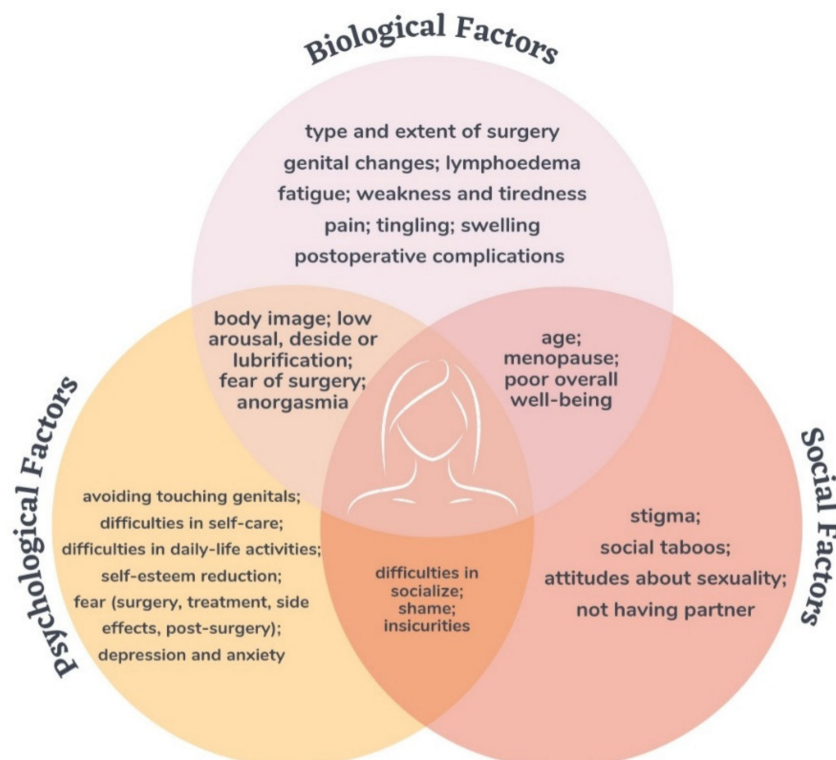 Biological Factors
type and extent of surgery
genital changes; lymphoedema
fatigue; weakness and tiredness
pain; tingling; swelling
postoperative complications
body image; low
arousal, deside or
lubrification;
fear of surgery;
anorgasmia
age;
menopause;
poor overall
well-being
Psychological Factors
avoiding touching genitals;
difficulties in self-care;
difficulties in daily-life activities;
self-esteem reduction;
fear (surgery, treatment, side
effects, post-surgery);
depression and anxiety
difficulties in
socialize;
shame;
insicurities
Social Factors
stigma;
social taboos;
attitudes about sexuality;
not having partner